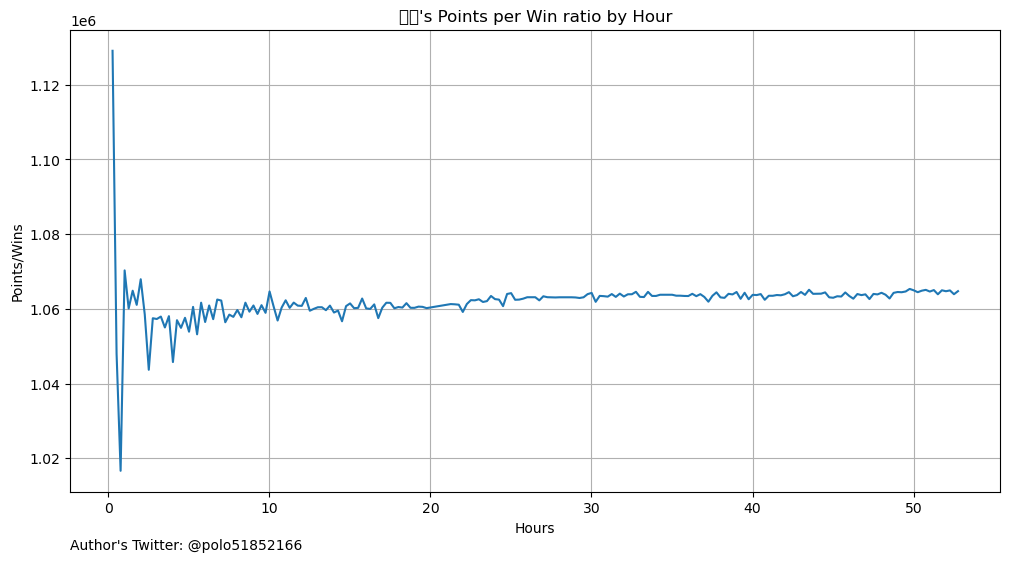 's Points per Win ratio by Hour
1e6
Points/Wins
1.12
1.10
1.08
1.06
1.04
1.02
0 10 20 30 40 50
Hours
Author's Twitter: @polo51852166